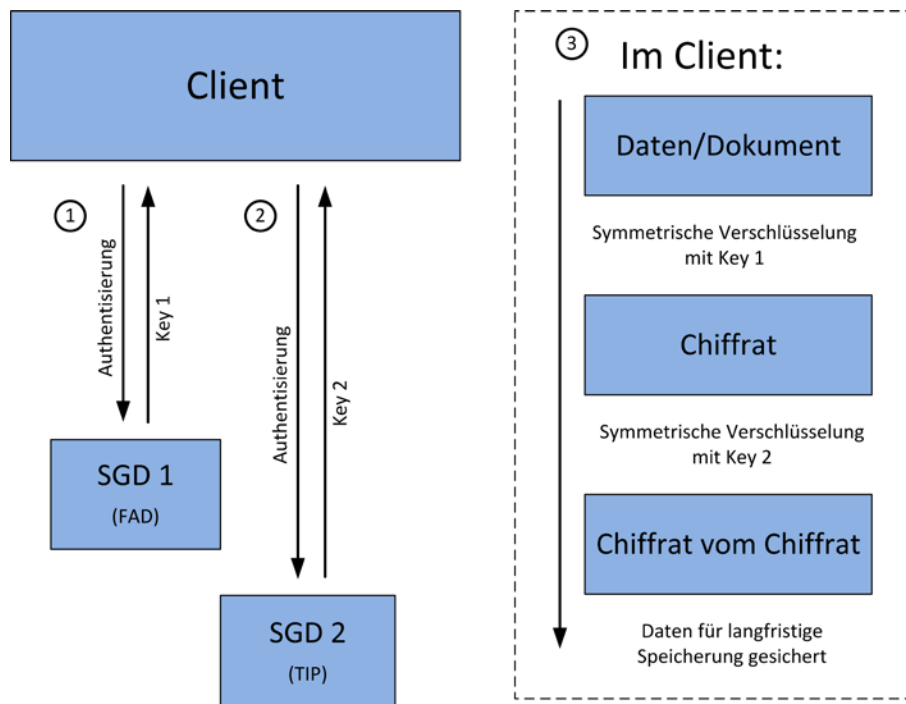 Client
1
Authentisierung
Key 1
2
Authentisierung
Key 2
SGD 1
(FAD)
SGD 2
(TIP)
3
Im Client:
Daten/Dokument
Symmetrische Verschlüsselung
mit Key 1
Chiffrat
Symmetrische Verschlüsselung
mit Key 2
Chiffrat vom Chiffrat
Daten für langfristige
Speicherung gesichert